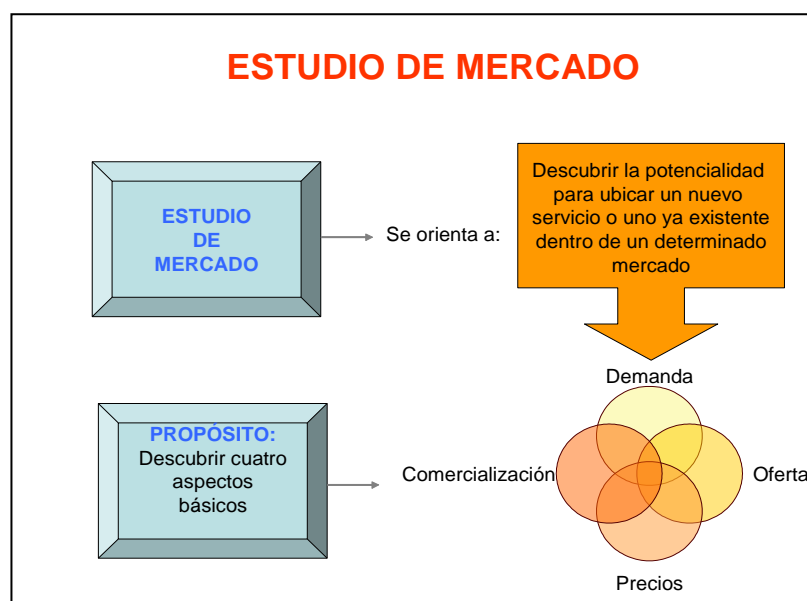 ESTUDIO DE MERCADO
ESTUDIO
DE
MERCADO
Se orienta a:
Descubrir la potencialidad
para ubicar un nuevo
servicio o uno ya existente
dentro de un determinado
mercado
PROPÓSITO:
Descubrir cuatro
aspectos
básicos
Demanda
Comercialización
Oferta
Precios